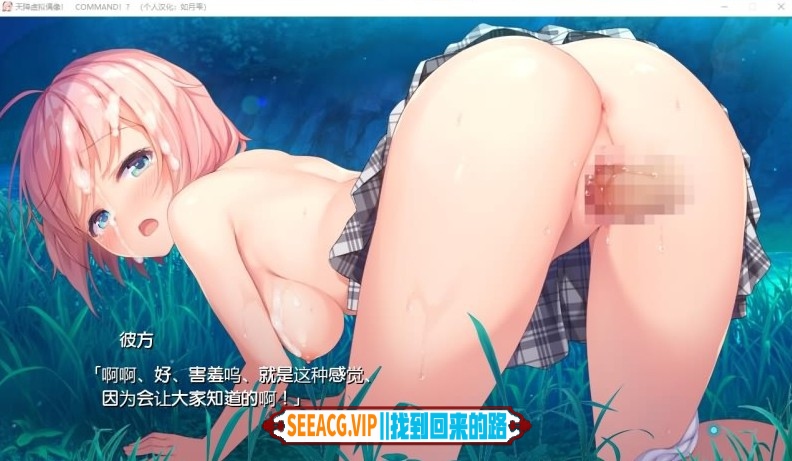 天降虚拟偶像！ COMMAND！？ （个人汉化：如月雫）
彼方
「啊啊、好、害羞呜、就是这种感觉、
因为会让大家知道的啊！」
SEEACG.VIP||找到回来的路